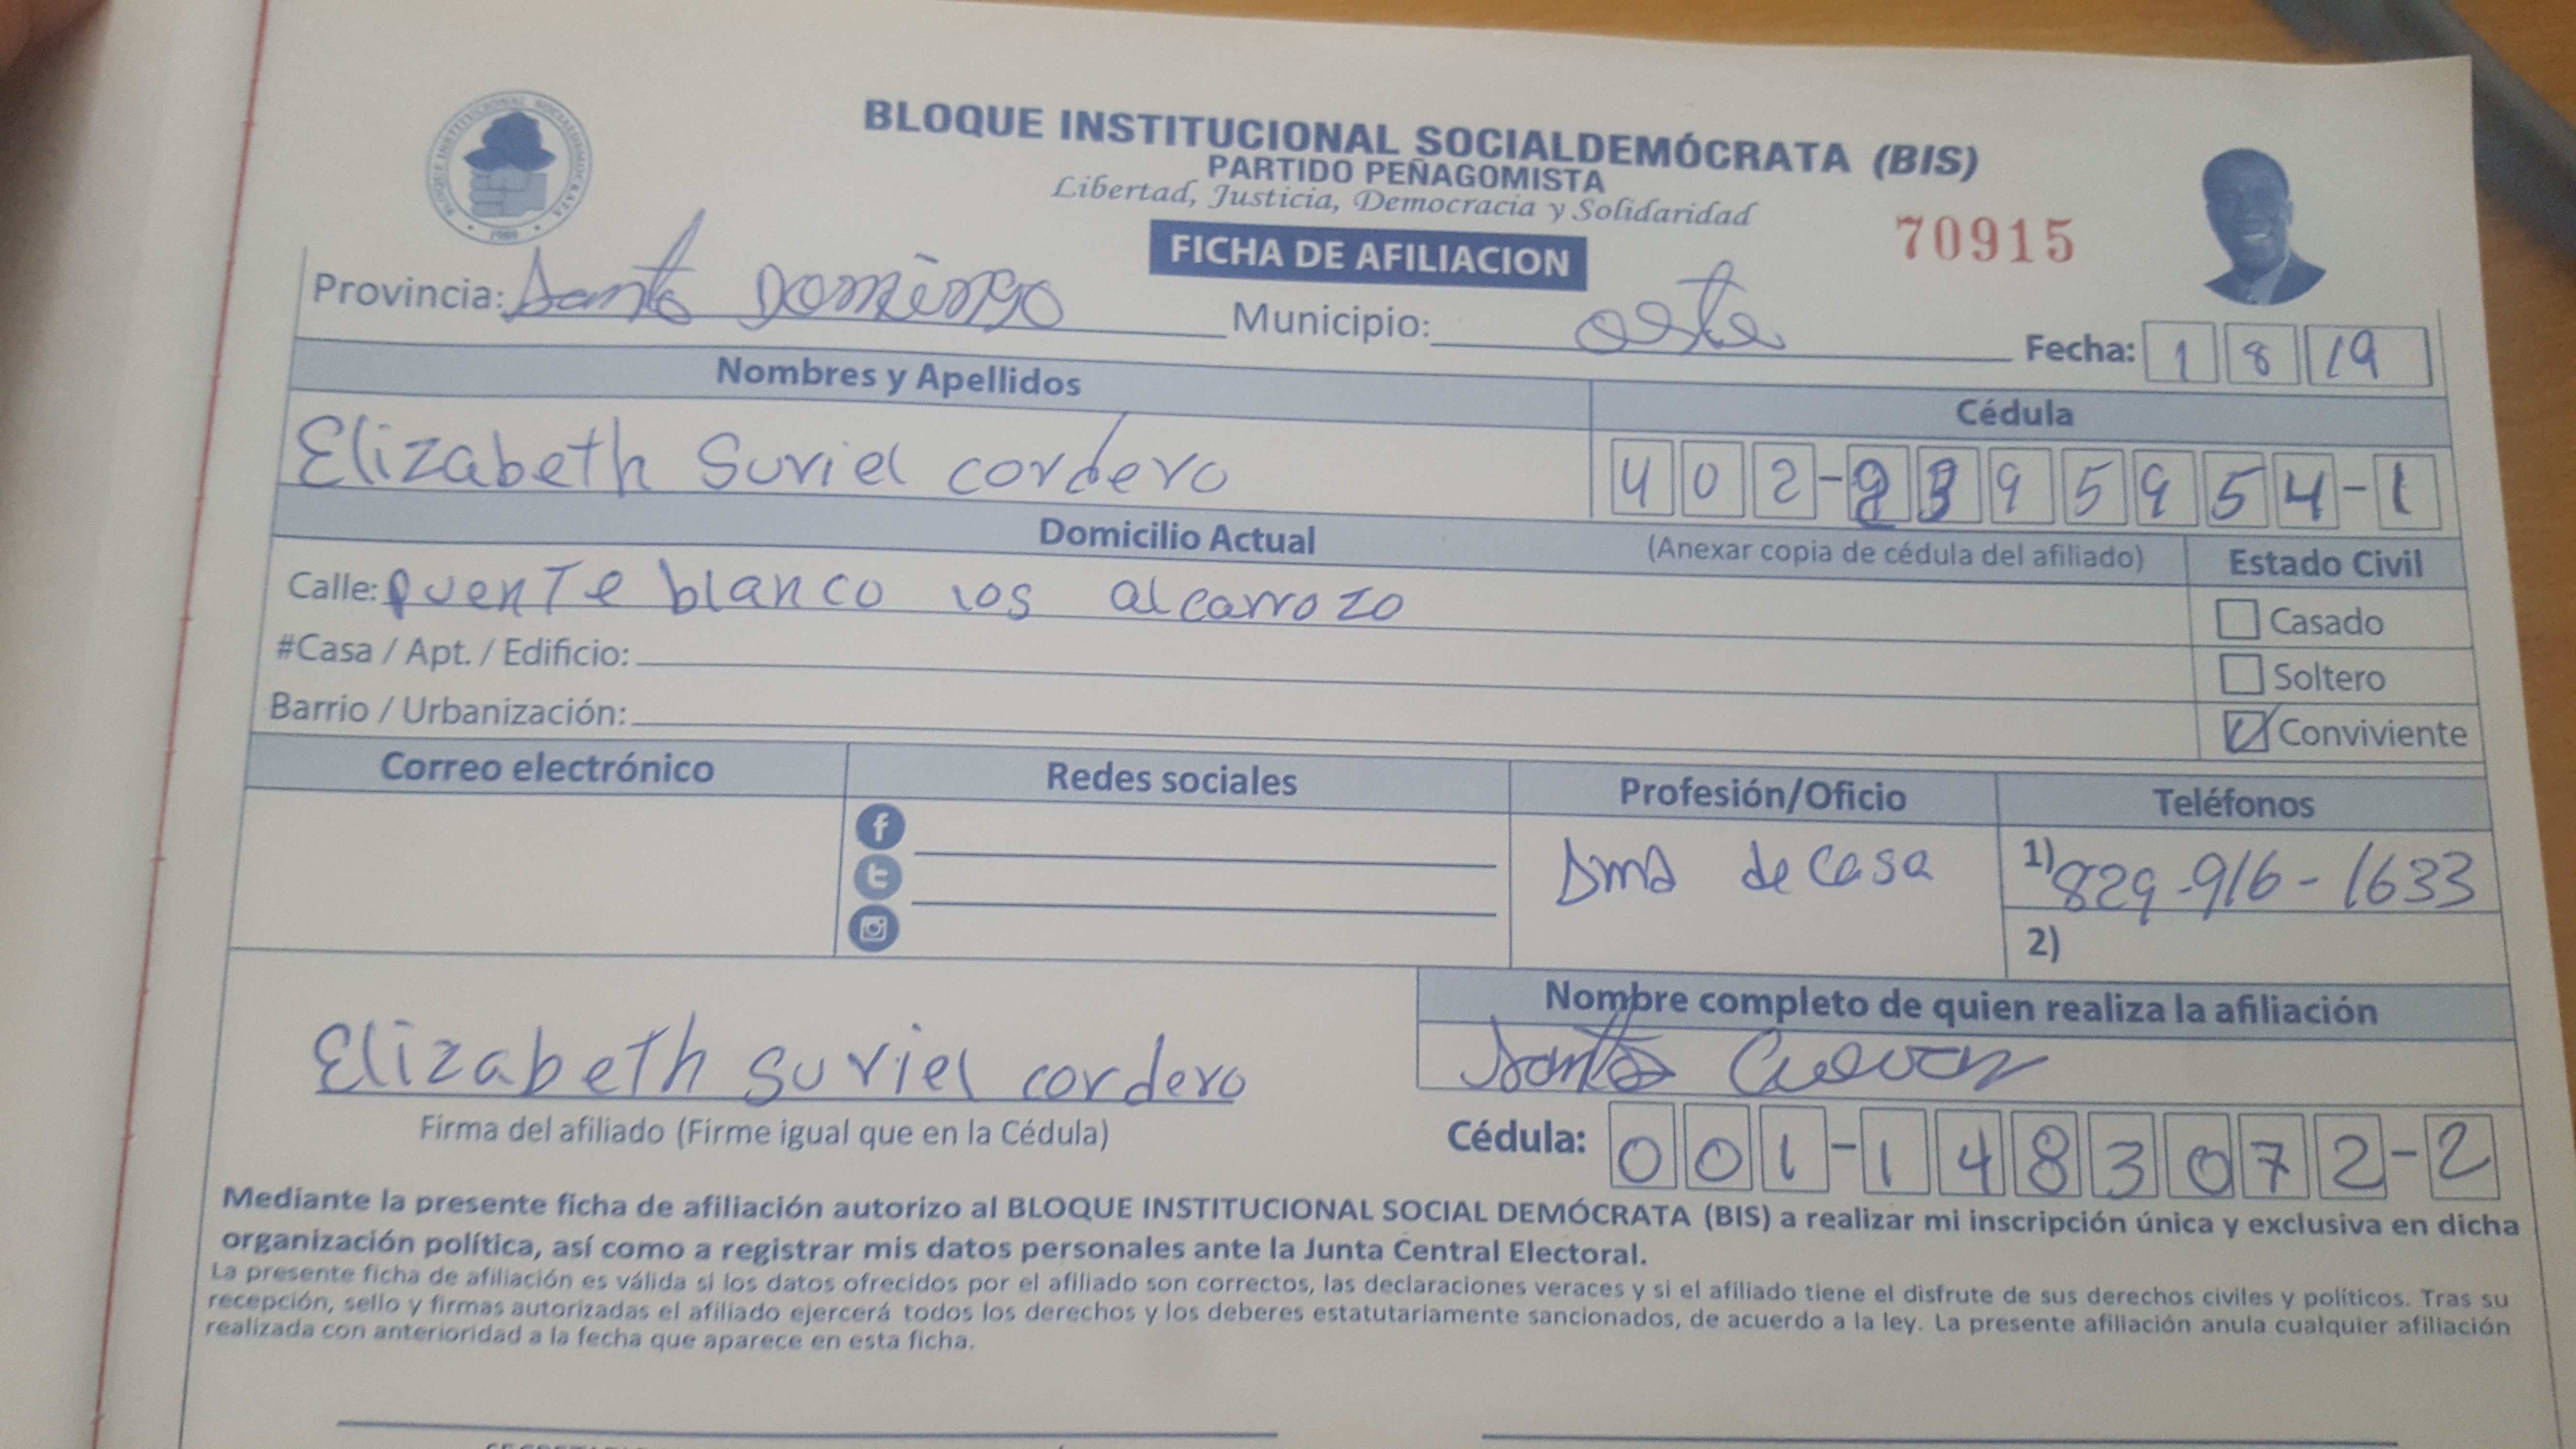 BLOQUE INSTITUCIONAL SOCIALDEMÓCRATA (BIS)
PARTIDO PEÑAGOMISTA
Libertad, Justicia, Democracia y Solidaridad
BLOQUE INSTITUCIONAL SOCIALDEMOCRATA
1989
FICHA DE AFILIACION
70915
Provincia: Santo Domingo Municipio: oeste Fecha: 1 8 19
Nombres y Apellidos Cédula
Elizabeth Suriel cordero 402-2395954-1
Domicilio Actual (Anexar copia de cédula del afiliado) Estado Civil
Calle: puente blanco los alcarrozo
Casado
#Casa / Apt. / Edificio:
Soltero
Barrio / Urbanización:
Conviviente
Correo electrónico Redes sociales Profesión/Oficio Teléfonos
Ama de casa 1) 829-916-1633
2)
Nombre completo de quien realiza la afiliación
Elizabeth suriel cordero
Firma del afiliado (Firme igual que en la Cédula)
Cédula: 001-1483072-2
Mediante la presente ficha de afiliación autorizo al BLOQUE INSTITUCIONAL SOCIAL DEMÓCRATA (BIS) a realizar mi inscripción única y exclusiva en dicha
organización política, así como a registrar mis datos personales ante la Junta Central Electoral.
La presente ficha de afiliación es válida si los datos ofrecidos por el afiliado son correctos, las declaraciones veraces y si el afiliado tiene el disfrute de sus derechos civiles y políticos. Tras su
recepción, sello y firmas autorizadas el afiliado ejercerá todos los derechos y los deberes estatutariamente sancionados, de acuerdo a la ley. La presente afiliación anula cualquier afiliación
realizada con anterioridad a la fecha que aparece en esta ficha.